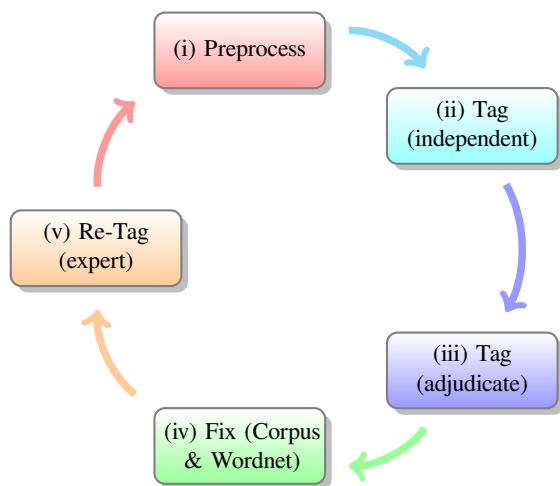 (i) Preprocess
(ii) Tag
(independent)
(iii) Tag
(adjudicate)
(iv) Fix (Corpus
& Wordnet)
(v) Re-Tag
(expert)